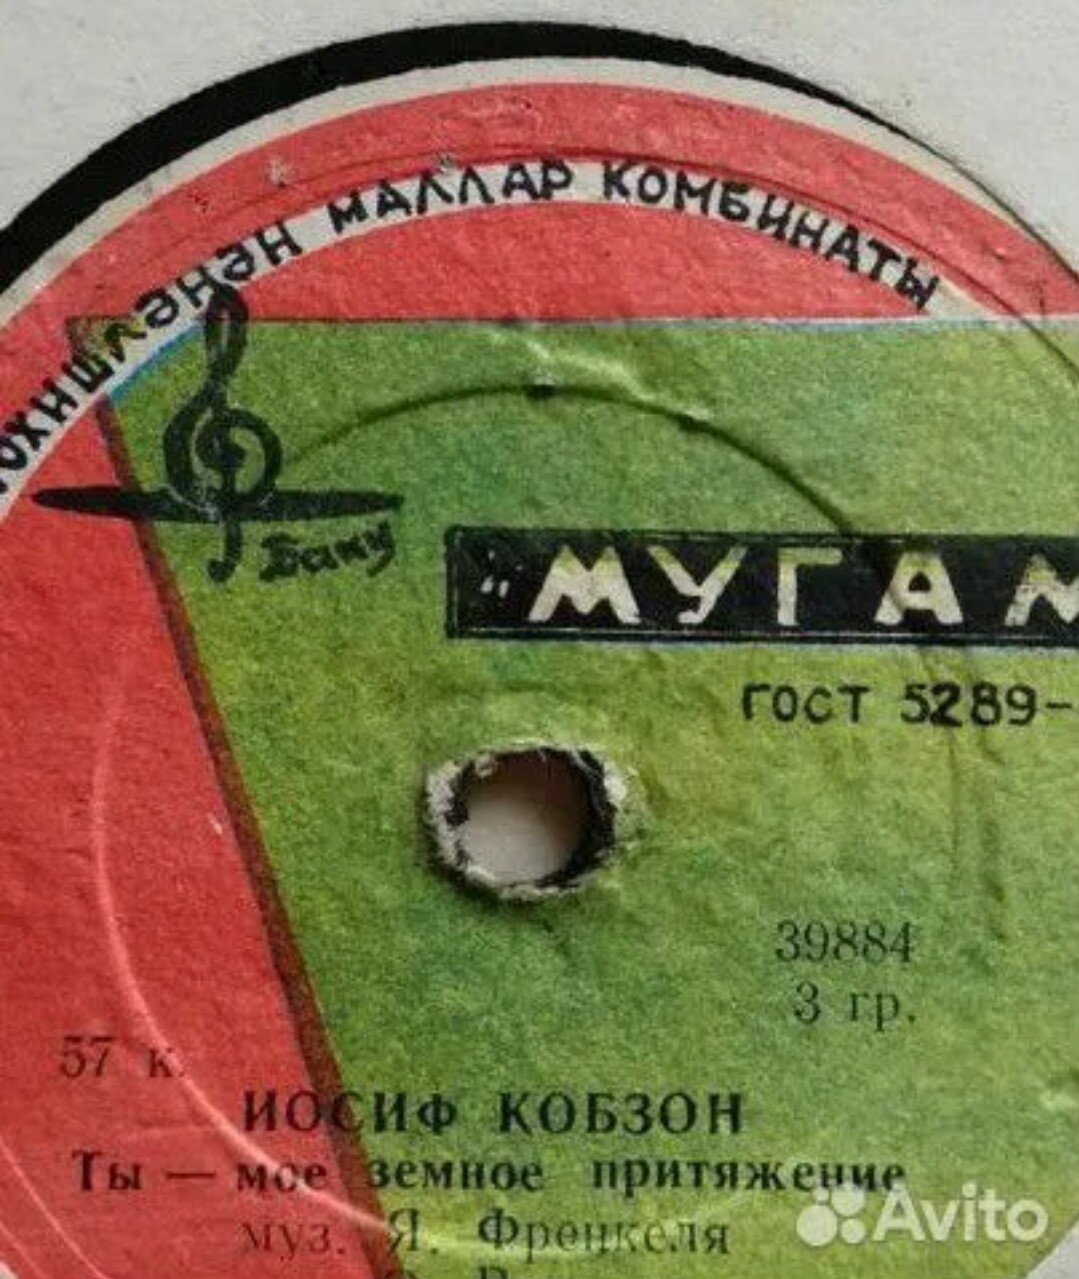 охишләнән маллар комбинаты
Баку
"МУГАМ
ГОСТ 5289-
39884
3 гр.
57 к.
ИОСИФ КОБЗОН
Ты — мое земное притяжение
муз. Я. Френкеля
Avito